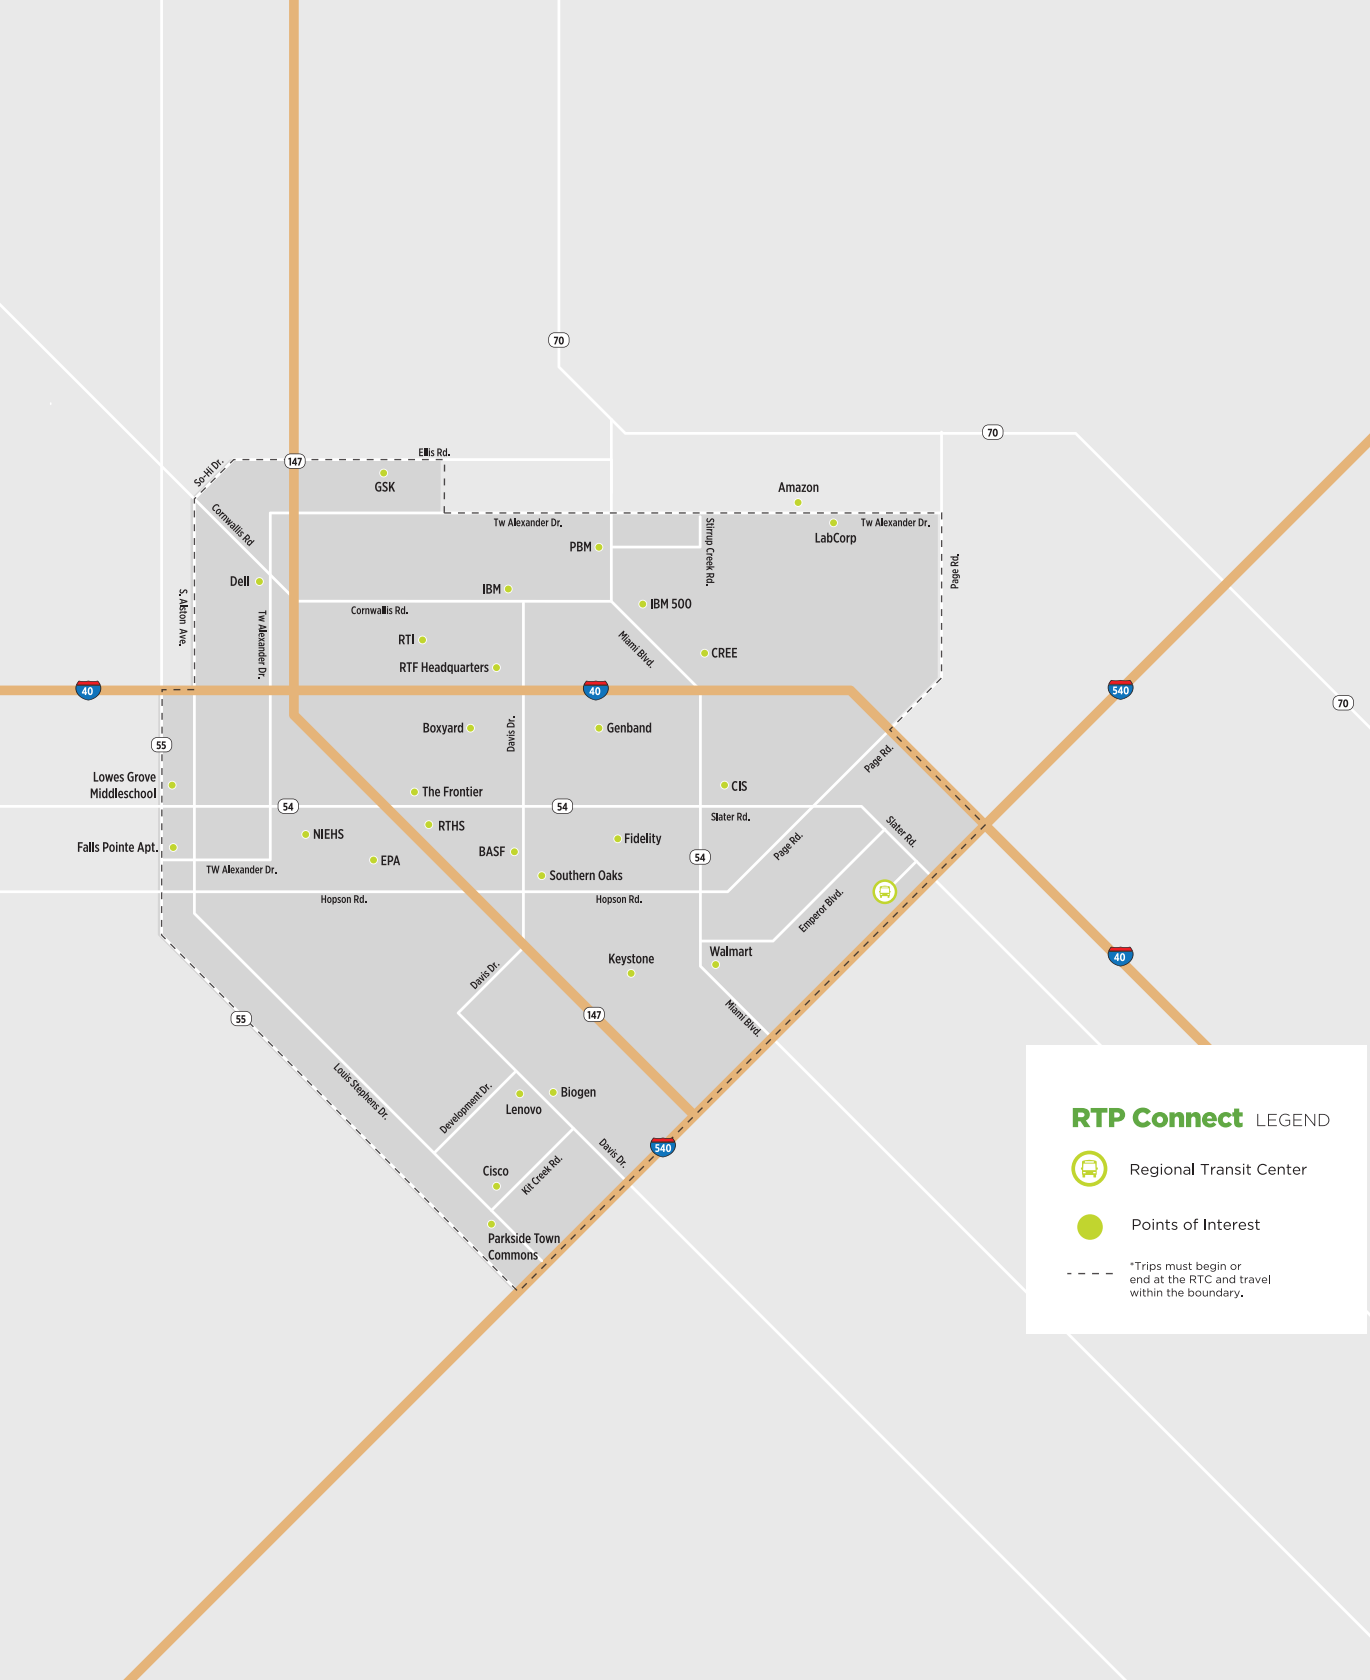 70
70
Ellis Rd.
147
So-Hi Dr.
GSK
Amazon
Cornwallis Rd
Tw Alexander Dr.
Stirrup Creek Rd.
Tw Alexander Dr.
LabCorp
PBM
Page Rd.
Dell
IBM
S. Alston Ave.
Tw Alexander Dr.
Cornwallis Rd.
IBM 500
RTI
Miami Blvd.
CREE
RTF Headquarters
40
40
540
70
Boxyard
Davis Dr.
Genband
55
Page Rd.
Lowes Grove
Middleschool
The Frontier
CIS
54
54
Slater Rd.
Slater Rd.
NIEHS
RTHS
Fidelity
Page Rd.
Falls Pointe Apt.
BASF
54
EPA
TW Alexander Dr.
Southern Oaks
Hopson Rd.
Hopson Rd.
Emperor Blvd.
Walmart
Keystone
40
Davis Dr.
147
55
Miami Blvd.
Louis Stephens Dr.
Development Dr.
Biogen
Lenovo
Davis Dr.
540
Cisco
Kit Creek Rd.
Parkside Town
Commons
RTP Connect LEGEND
Regional Transit Center
Points of Interest
*Trips must begin or
end at the RTC and travel
within the boundary.